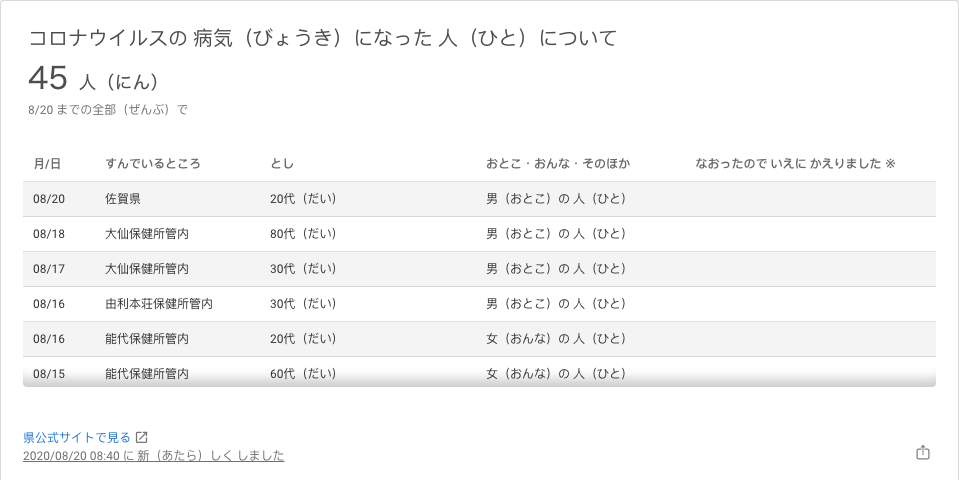 コロナウイルスの 病気（びょうき）になった 人（ひと）について
45 人（にん）
8/20 までの全部（ぜんぶ）で
月/日 すんでいるところ とし おとこ・おんな・そのほか なおったので いえに かえりました ※
08/20 佐賀県 20代（だい） 男（おとこ）の 人（ひと）
08/18 大仙保健所管内 80代（だい） 男（おとこ）の 人（ひと）
08/17 大仙保健所管内 30代（だい） 男（おとこ）の 人（ひと）
08/16 由利本荘保健所管内 30代（だい） 男（おとこ）の 人（ひと）
08/16 能代保健所管内 20代（だい） 女（おんな）の 人（ひと）
08/15 能代保健所管内 60代（だい） 女（おんな）の 人（ひと）
県公式サイトで見る
2020/08/20 08:40 に 新（あたら）しく しました